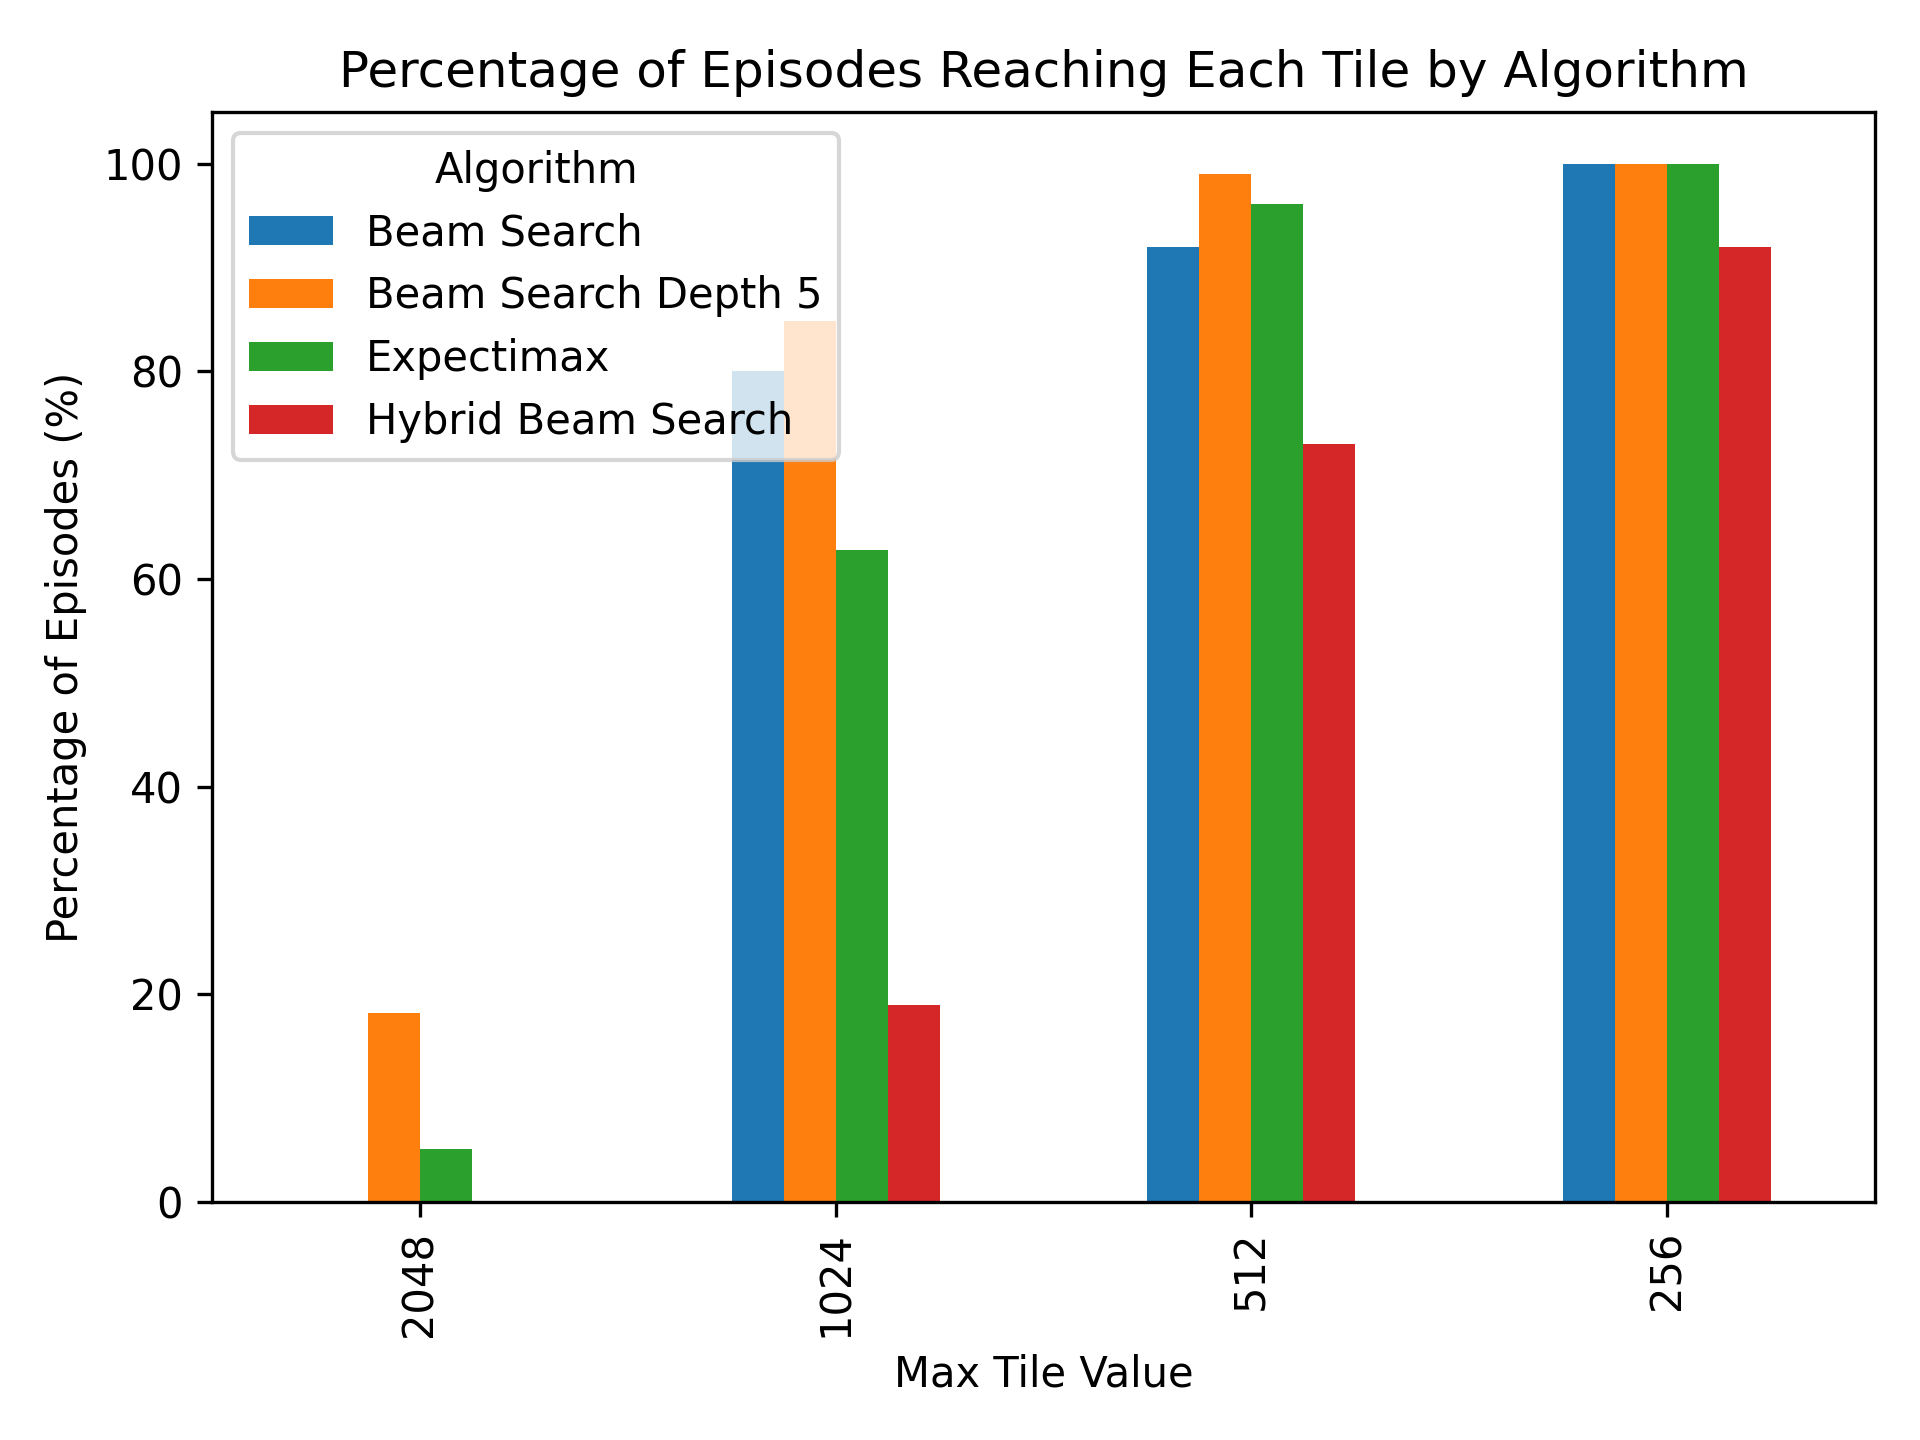 Percentage of Episodes Reaching Each Tile by Algorithm
Algorithm
Beam Search
Beam Search Depth 5
Expectimax
Hybrid Beam Search
Percentage of Episodes (%)
100
80
60
40
20
0
2048
1024
512
256
Max Tile Value